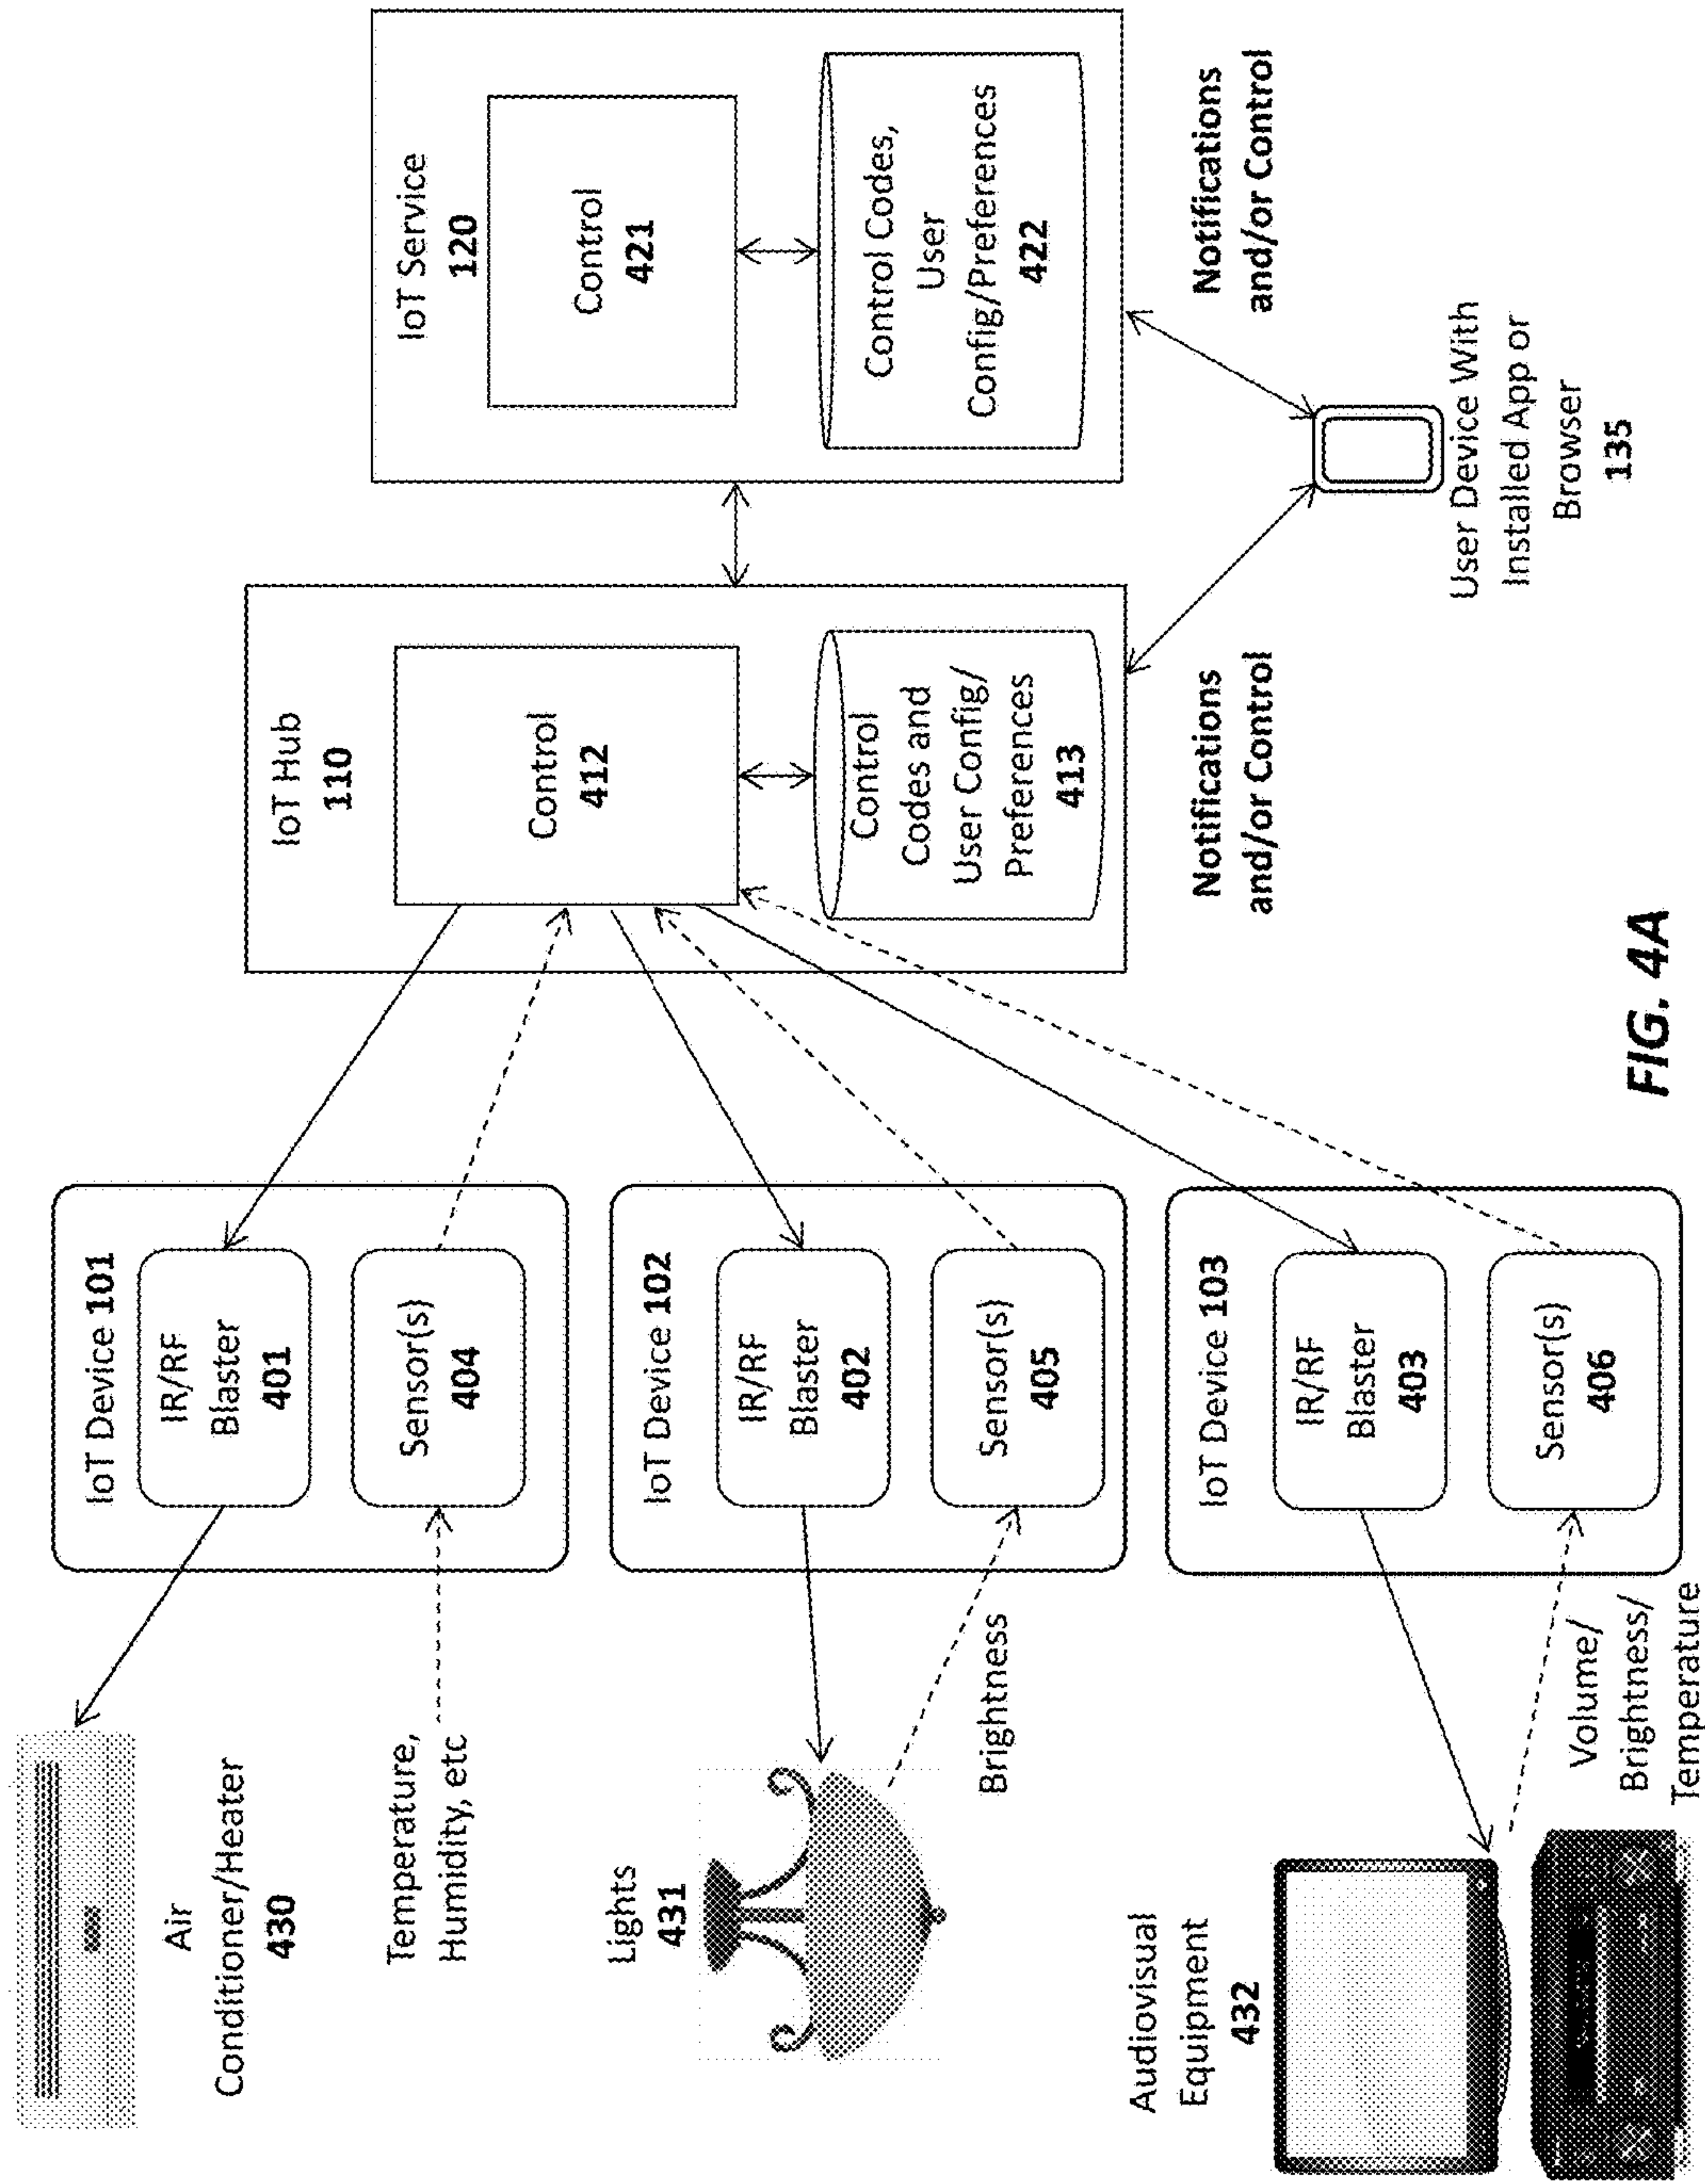 Air
Conditioner/Heater
430
Temperature,
Humidity, etc
Lights
431
Brightness
Audiovisual
Equipment
432
Volume/
Brightness/
Temperature
IoT Device 101
IR/RF
Blaster
401
Sensor(s)
404
IoT Device 102
IR/RF
Blaster
402
Sensor(s)
405
IoT Device 103
IR/RF
Blaster
403
Sensor(s)
406
IoT Hub
110
Control
412
Control
Codes and
User Config/
Preferences
413
Notifications
and/or Control
IoT Service
120
Control
421
Control Codes,
User
Config/Preferences
422
Notifications
and/or Control
User Device With
Installed App or
Browser
135
FIG. 4A